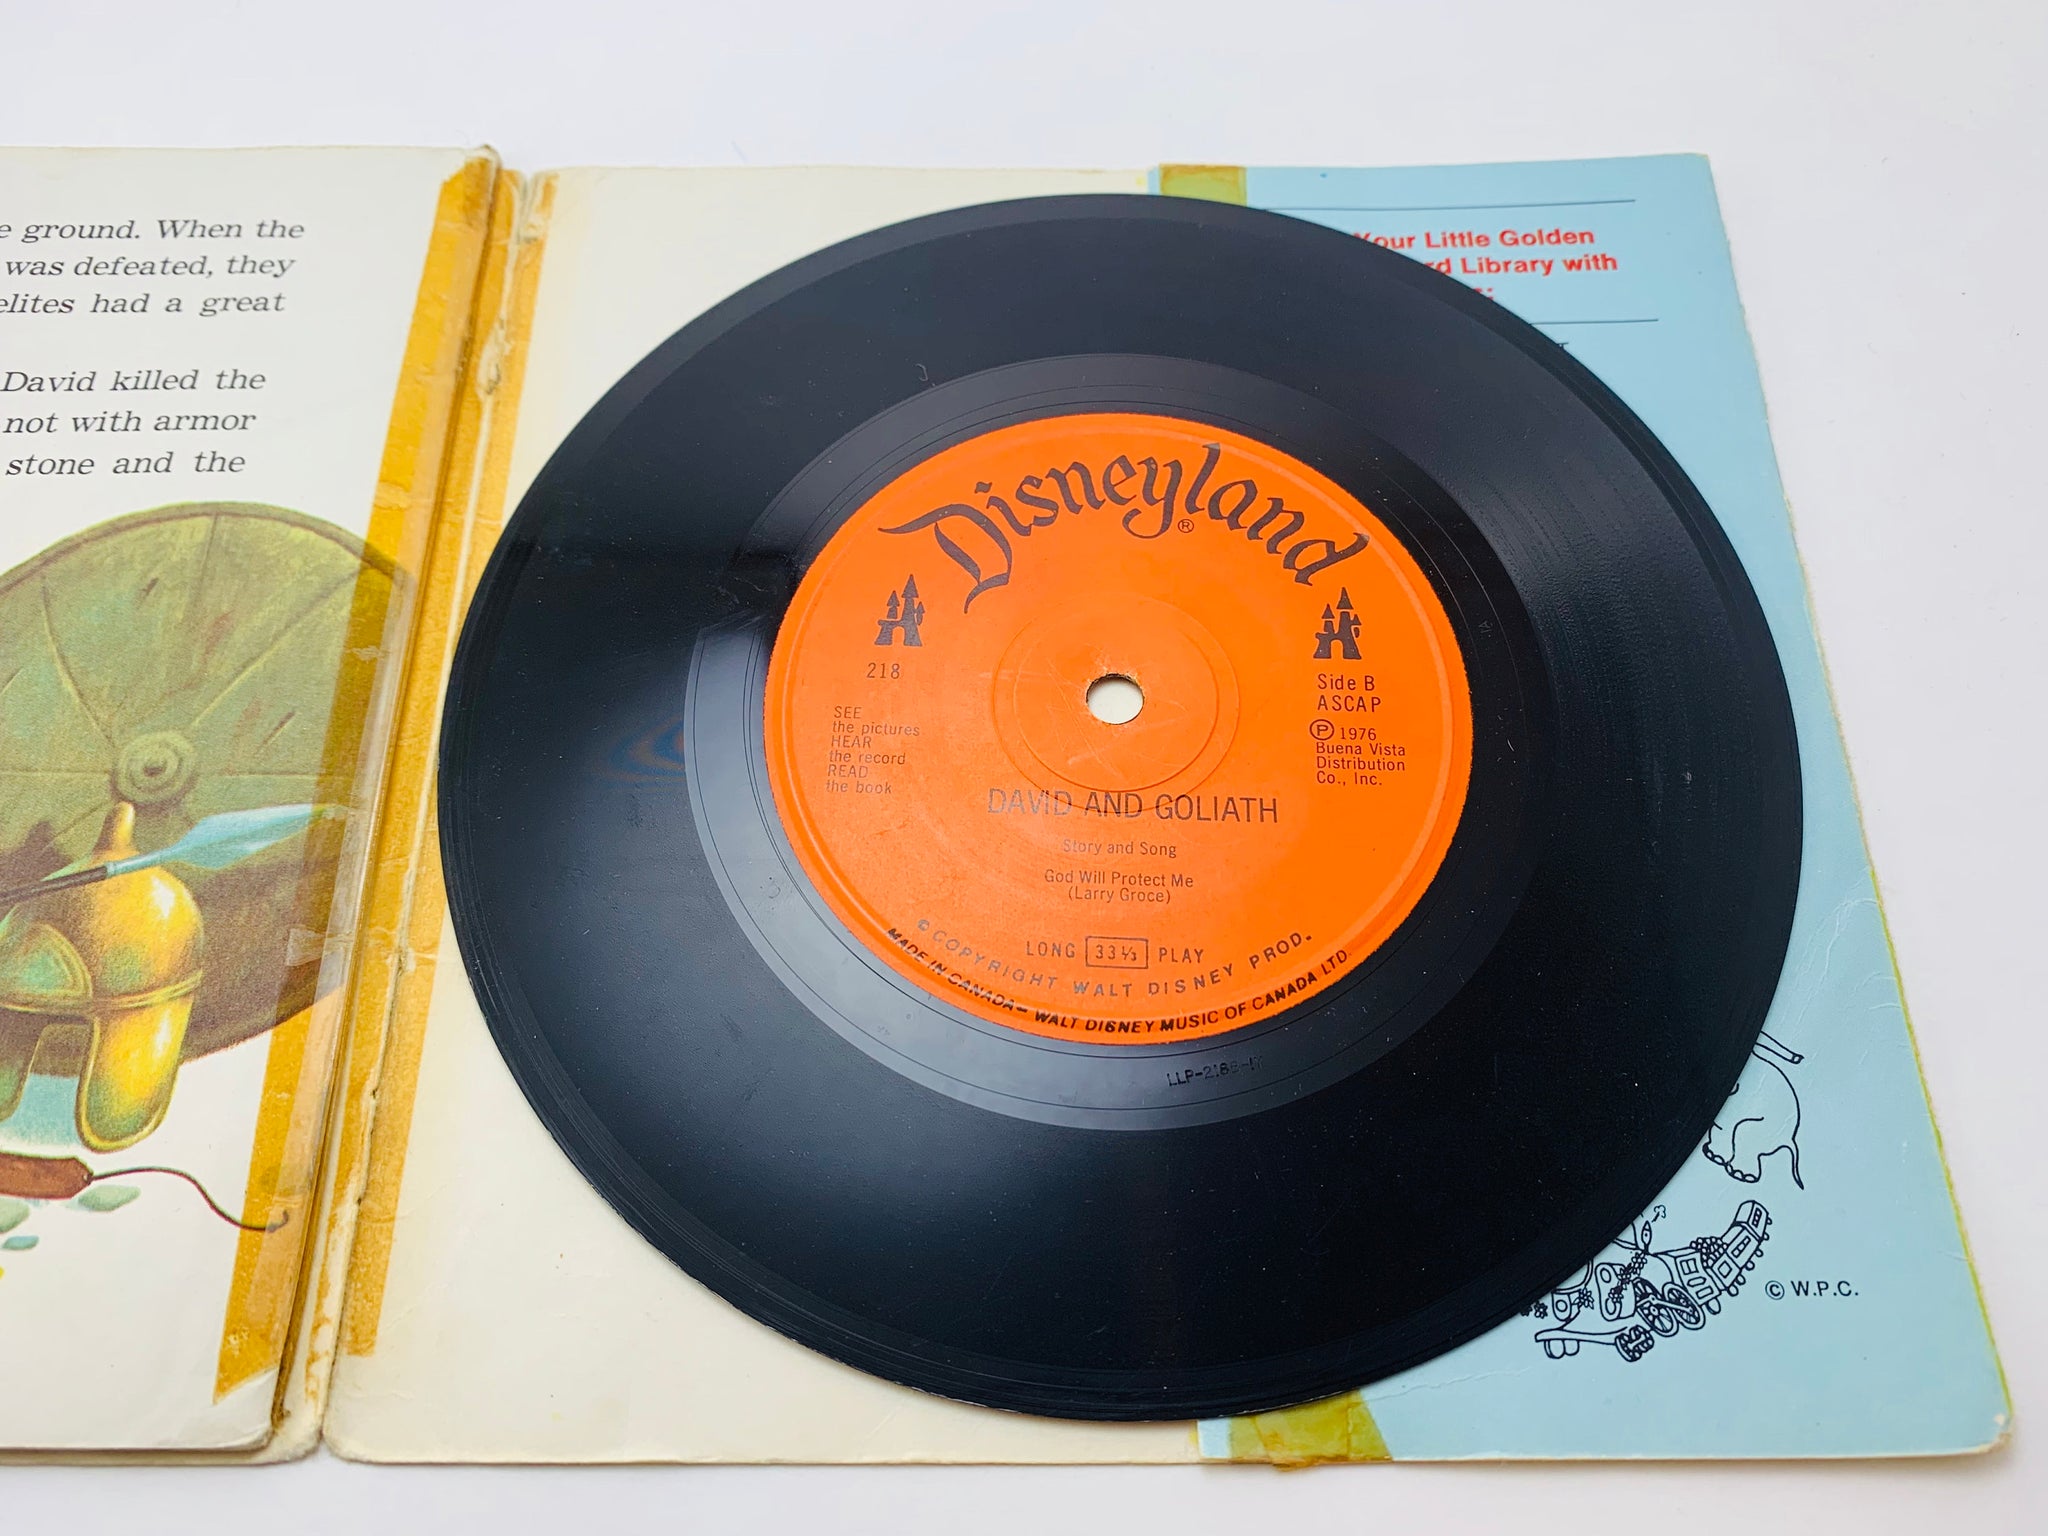 ground. When the
was defeated, they
had a great
David killed the
not with armor
stone and the
Your Little Golden
Library with
Disneyland®
218
SEE
the pictures
HEAR
the record
READ
the book
Side B
ASCAP
Ⓟ 1976
Buena Vista
Distribution
Co., Inc.
DAVID AND GOLIATH
Story and Song
God Will Protect Me
(Larry Groce)
LONG 33⅓ PLAY
© COPYRIGHT WALT DISNEY PROD.
MADE IN CANADA — WALT DISNEY MUSIC OF CANADA LTD.
© W.P.C.